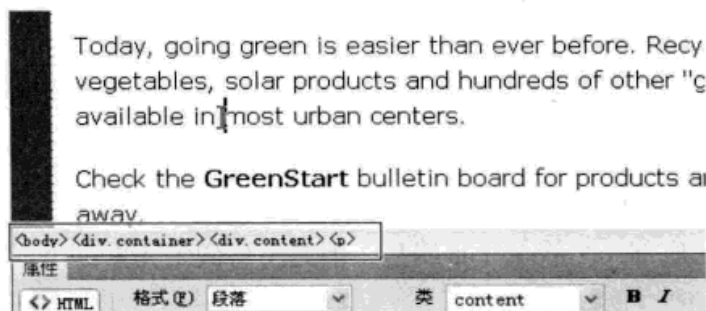 Today, going green is easier than ever before. Recy
vegetables, solar products and hundreds of other "g
available in most urban centers.
Check the GreenStart bulletin board for products a
away.
<body> <div.container> <div.content> <p>
属性
<> HTML 格式(F) 段落 类 content B I